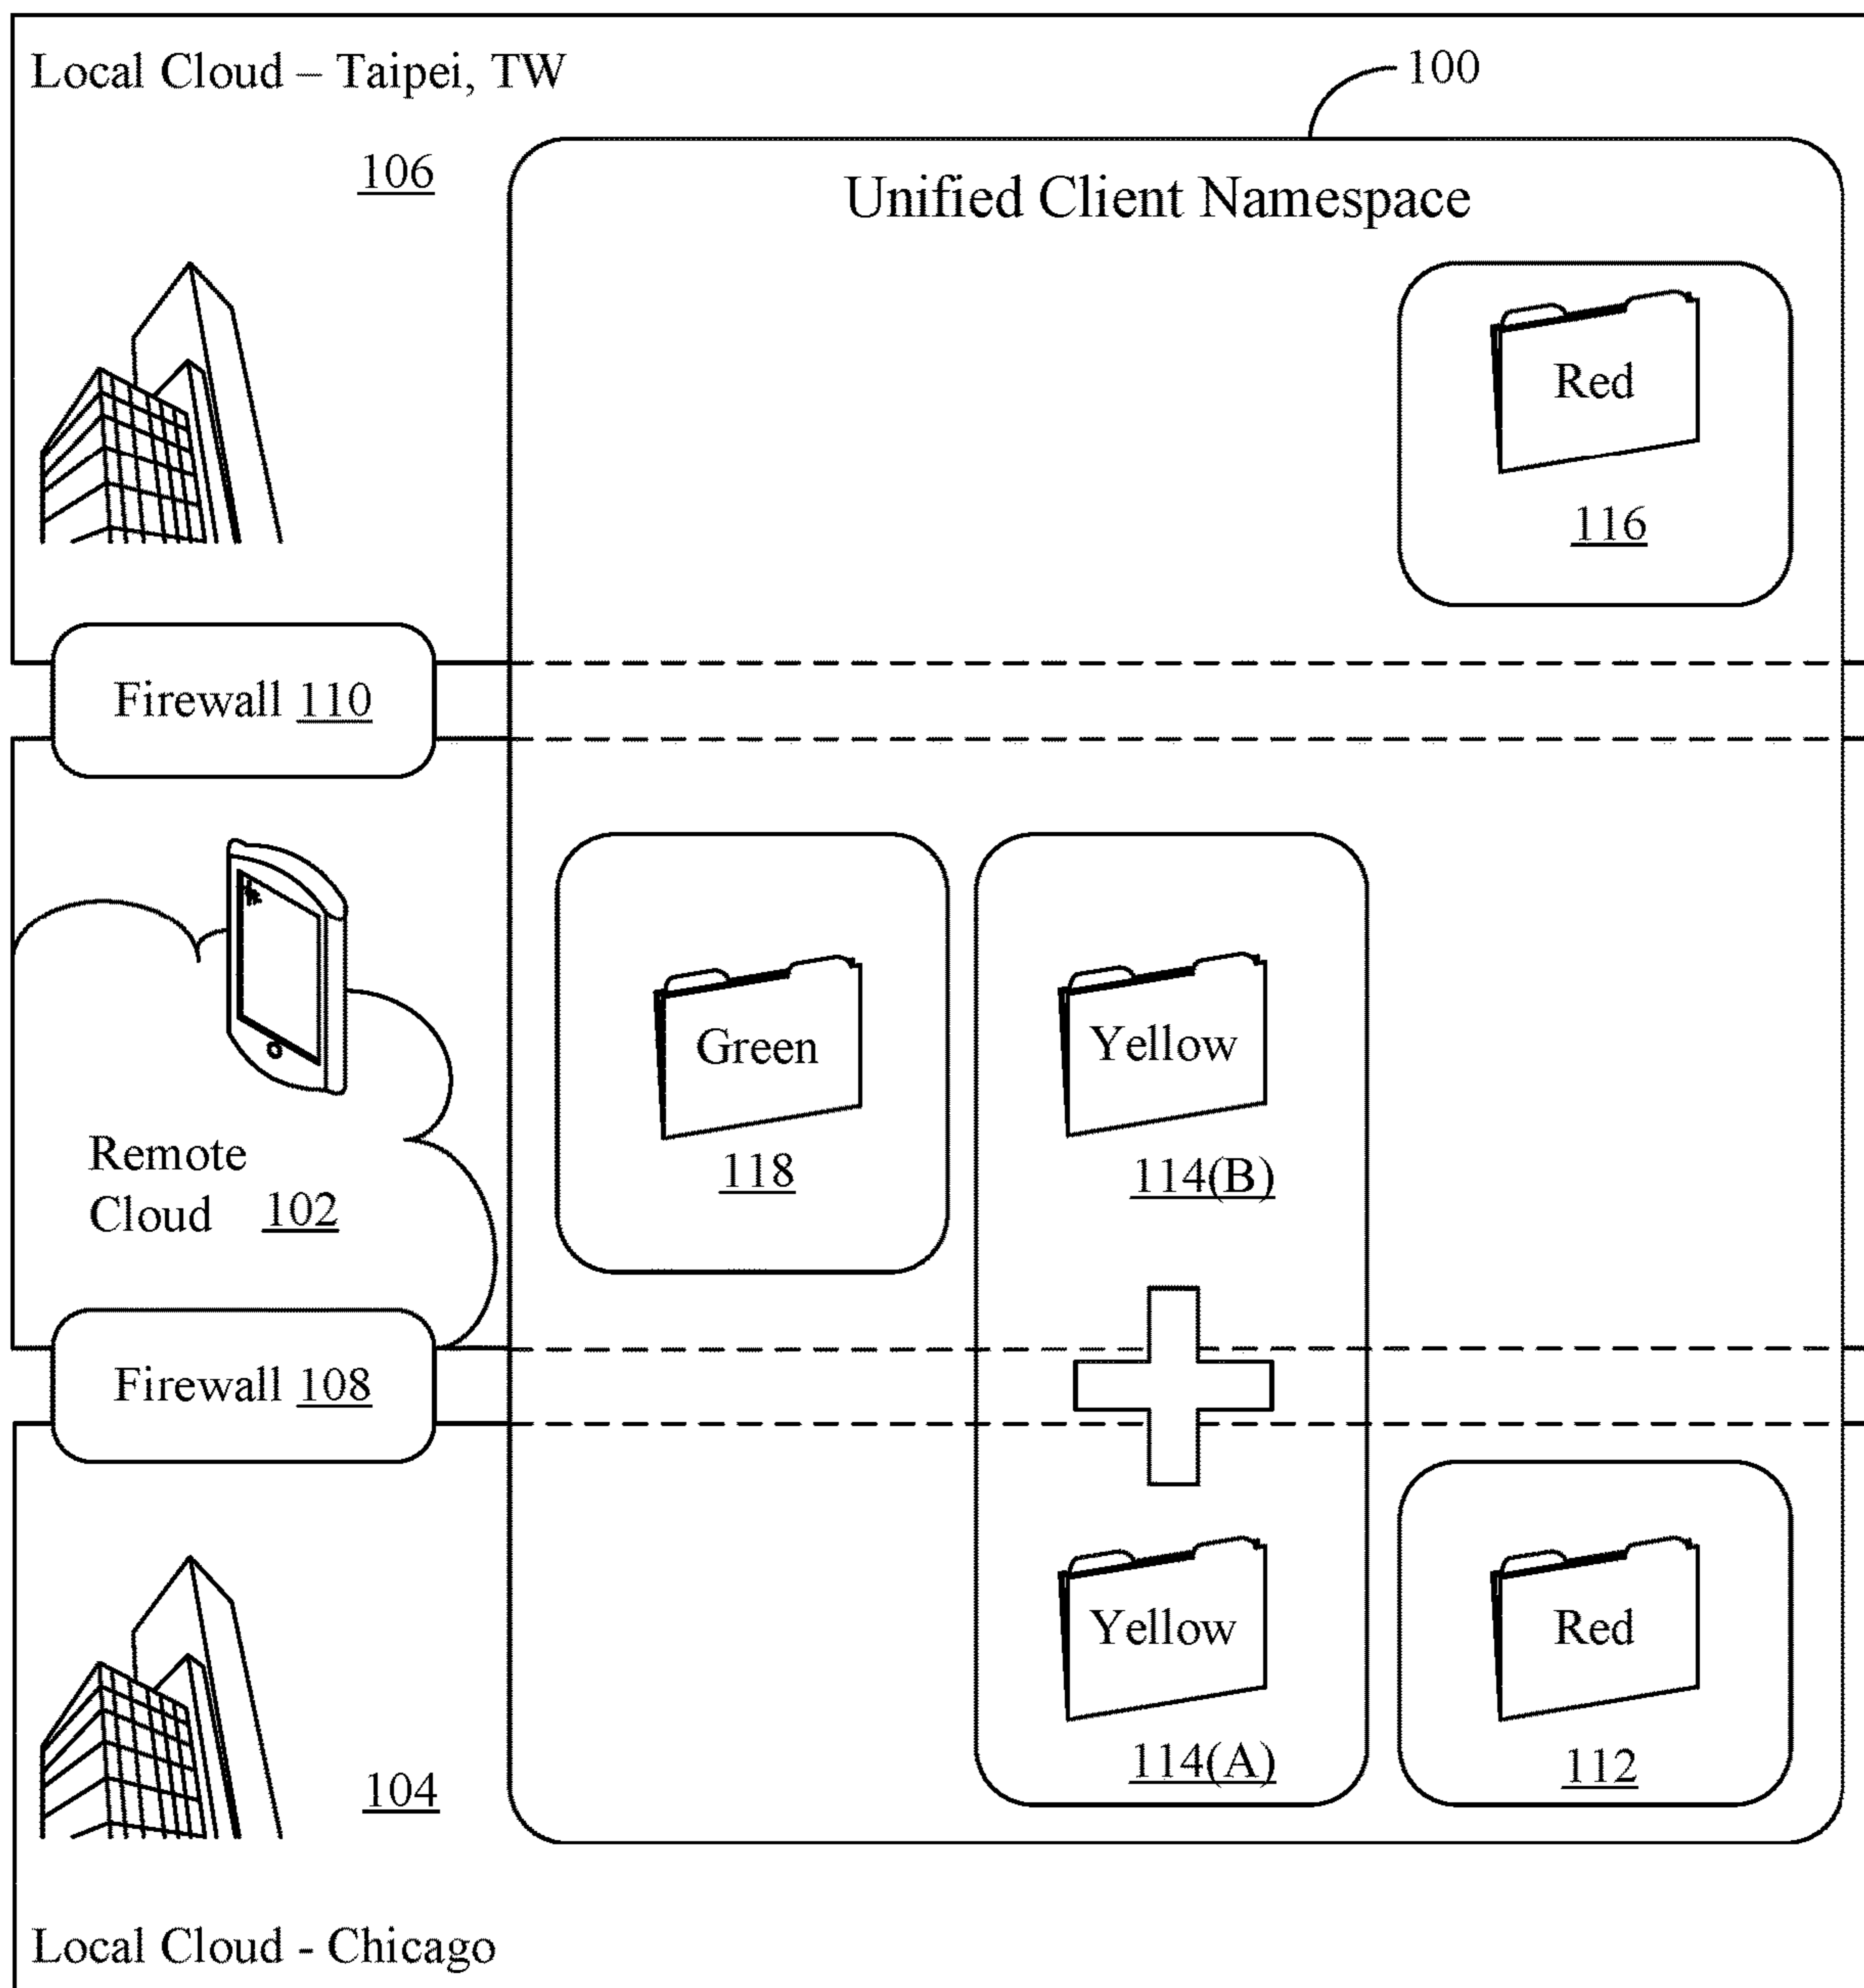 Local Cloud – Taipei, TW
100
106
Unified Client Namespace
Red
116
Firewall 110
Green
Yellow
118
114(B)
Remote
Cloud 102
Firewall 108
Yellow
Red
114(A)
112
104
Local Cloud - Chicago